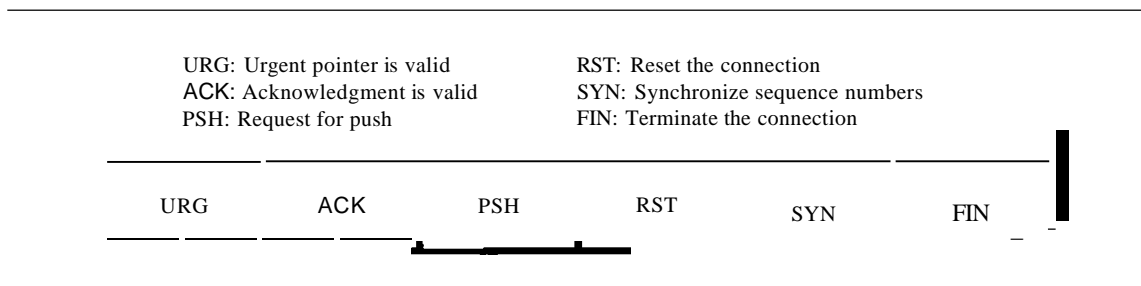 URG: Urgent pointer is valid
ACK: Acknowledgment is valid
PSH: Request for push
RST: Reset the connection
SYN: Synchronize sequence numbers
FIN: Terminate the connection
URG ACK PSH RST SYN FIN